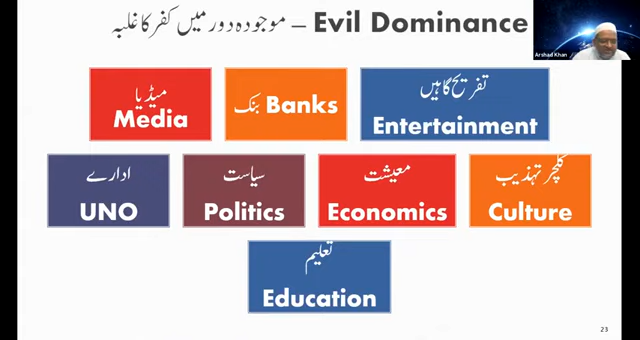 موجودہ دور میں کفر کا غلبہ – Evil Dominance
Arshad Khan
میڈیا
Media
بنک Banks
تفریح گاہیں
Entertainment
ادارے
UNO
سیاست
Politics
معیشت
Economics
کلچر تہذیب
Culture
تعلیم
Education
23